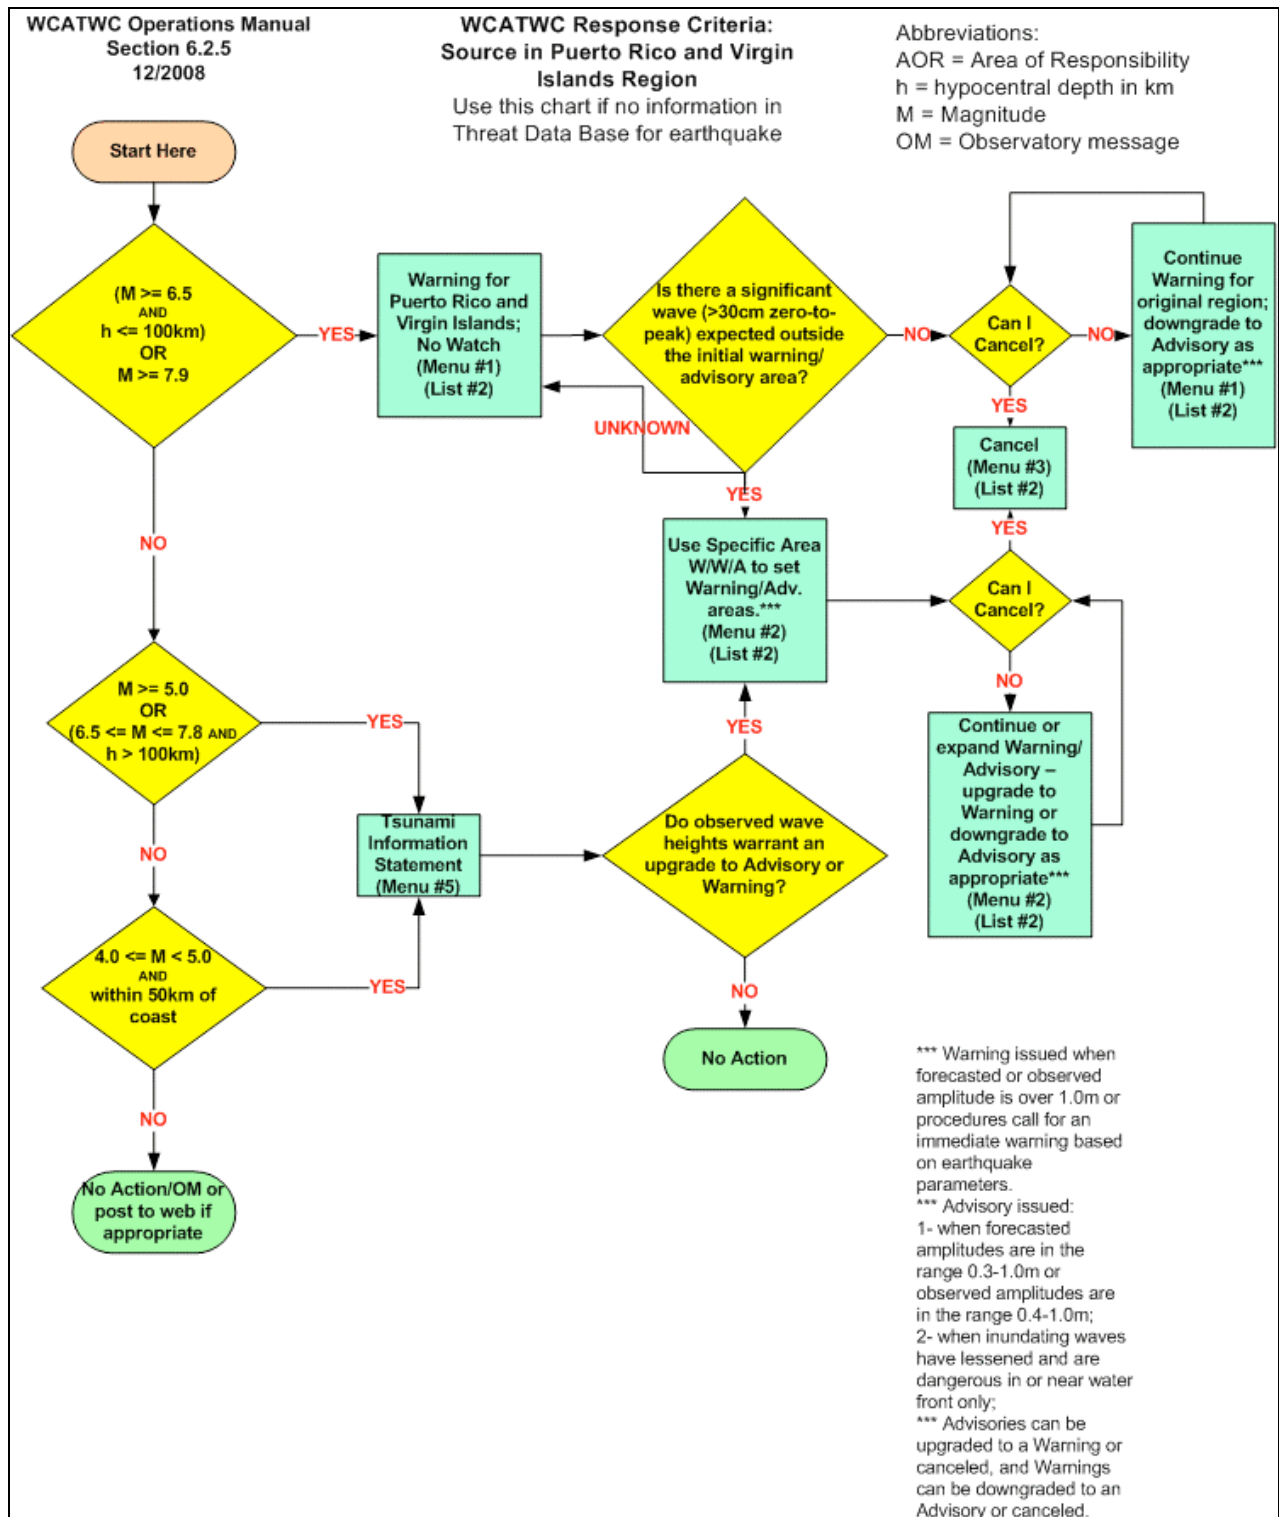 WCATWC Operations Manual
Section 6.2.5
12/2008
WCATWC Response Criteria:
Source in Puerto Rico and Virgin
Islands Region
Use this chart if no information in
Threat Data Base for earthquake
Abbreviations:
AOR = Area of Responsibility
h = hypocentral depth in km
M = Magnitude
OM = Observatory message
Start Here
(M >= 6.5
AND
h <= 100km)
OR
M >= 7.9
YES
Warning for
Puerto Rico and
Virgin Islands;
No Watch
(Menu #1)
(List #2)
Is there a significant
wave (>30cm zero-to-
peak) expected outside
the initial warning/
advisory area?
NO
Can I
Cancel?
NO
Continue
Warning for
original region;
downgrade to
Advisory as
appropriate***
(Menu #1)
(List #2)
YES
UNKNOWN
Cancel
(Menu #3)
(List #2)
YES
YES
NO
Use Specific Area
W/W/A to set
Warning/Adv.
areas.***
(Menu #2)
(List #2)
Can I
Cancel?
NO
M >= 5.0
OR
(6.5 <= M <= 7.8 AND
h > 100km)
YES
YES
Continue or
expand Warning/
Advisory –
upgrade to
Warning or
downgrade to
Advisory as
appropriate***
(Menu #2)
(List #2)
NO
Tsunami
Information
Statement
(Menu #5)
Do observed wave
heights warrant an
upgrade to Advisory or
Warning?
4.0 <= M < 5.0
AND
within 50km of
coast
YES
NO
No Action
NO
No Action/OM or
post to web if
appropriate
*** Warning issued when
forecasted or observed
amplitude is over 1.0m or
procedures call for an
immediate warning based
on earthquake
parameters.
*** Advisory issued:
1- when forecasted
amplitudes are in the
range 0.3-1.0m or
observed amplitudes are
in the range 0.4-1.0m;
2- when inundating waves
have lessened and are
dangerous in or near water
front only;
*** Advisories can be
upgraded to a Warning or
canceled, and Warnings
can be downgraded to an
Advisory or canceled.